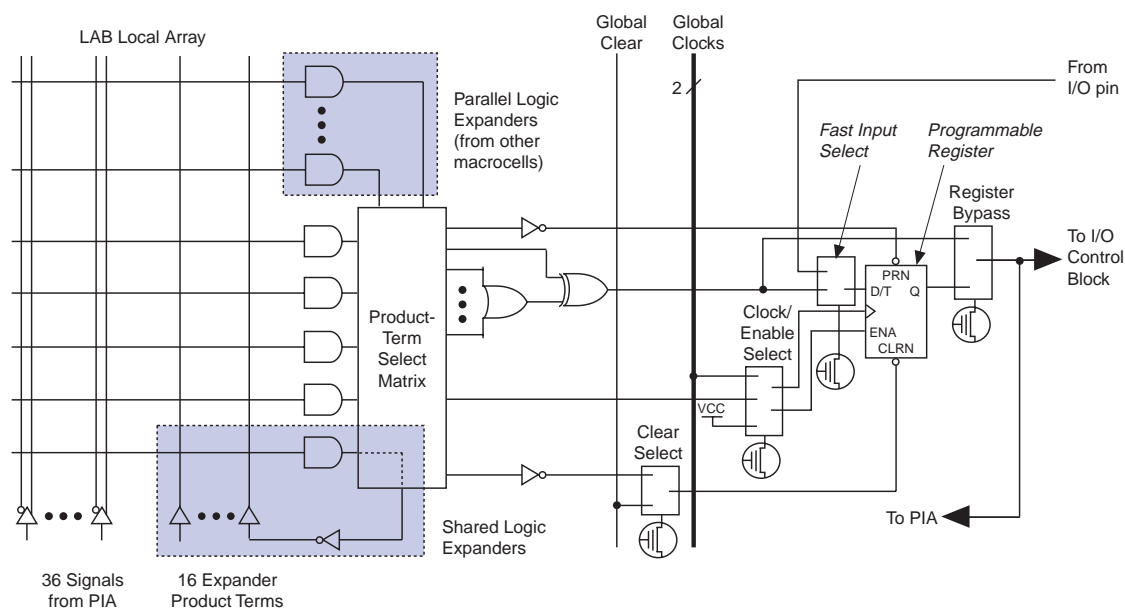 LAB Local Array
Global
Clear
Global
Clocks
2
From
I/O pin
Parallel Logic
Expanders
(from other
macrocells)
Fast Input
Select
Programmable
Register
Register
Bypass
To I/O
Control
Block
PRN
D/T
Q
ENA
CLRN
Clock/
Enable
Select
Product-
Term
Select
Matrix
VCC
Clear
Select
To PIA
Shared Logic
Expanders
36 Signals
from PIA
16 Expander
Product Terms